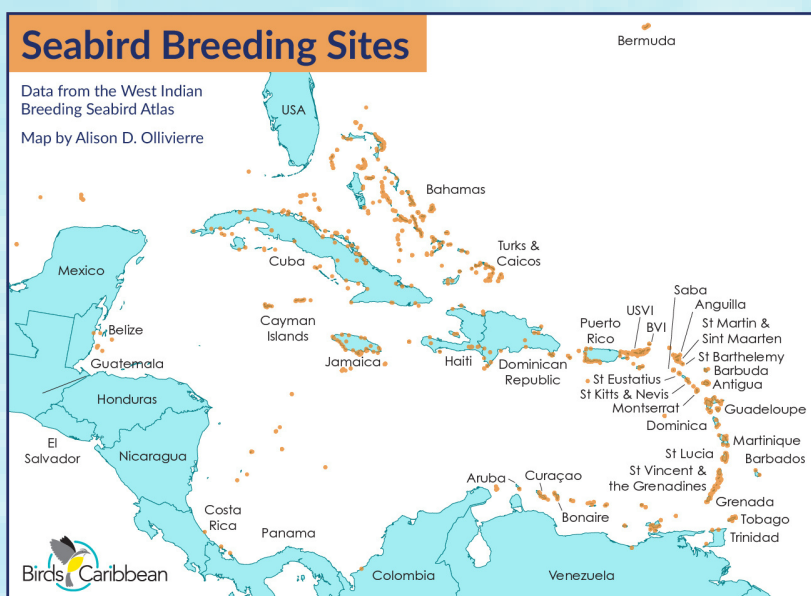 Seabird Breeding Sites
Data from the West Indian
Breeding Seabird Atlas
Map by Alison D. Ollivierre
Bermuda
USA
Bahamas
Turks &
Caicos
Cuba
Mexico
Cayman
Islands
Jamaica
Haiti
Dominican
Republic
Puerto
Rico
USVI
BVI
Saba
Anguilla
St Martin &
Sint Maarten
St Barthelemy
Barbuda
Antigua
St Eustatius
St Kitts & Nevis
Montserrat
Guadeloupe
Dominica
Martinique
St Lucia
Barbados
St Vincent &
the Grenadines
Grenada
Tobago
Trinidad
Belize
Guatemala
Honduras
El
Salvador
Nicaragua
Costa
Rica
Panama
Aruba
Curaçao
Bonaire
Colombia
Venezuela
Birds Caribbean